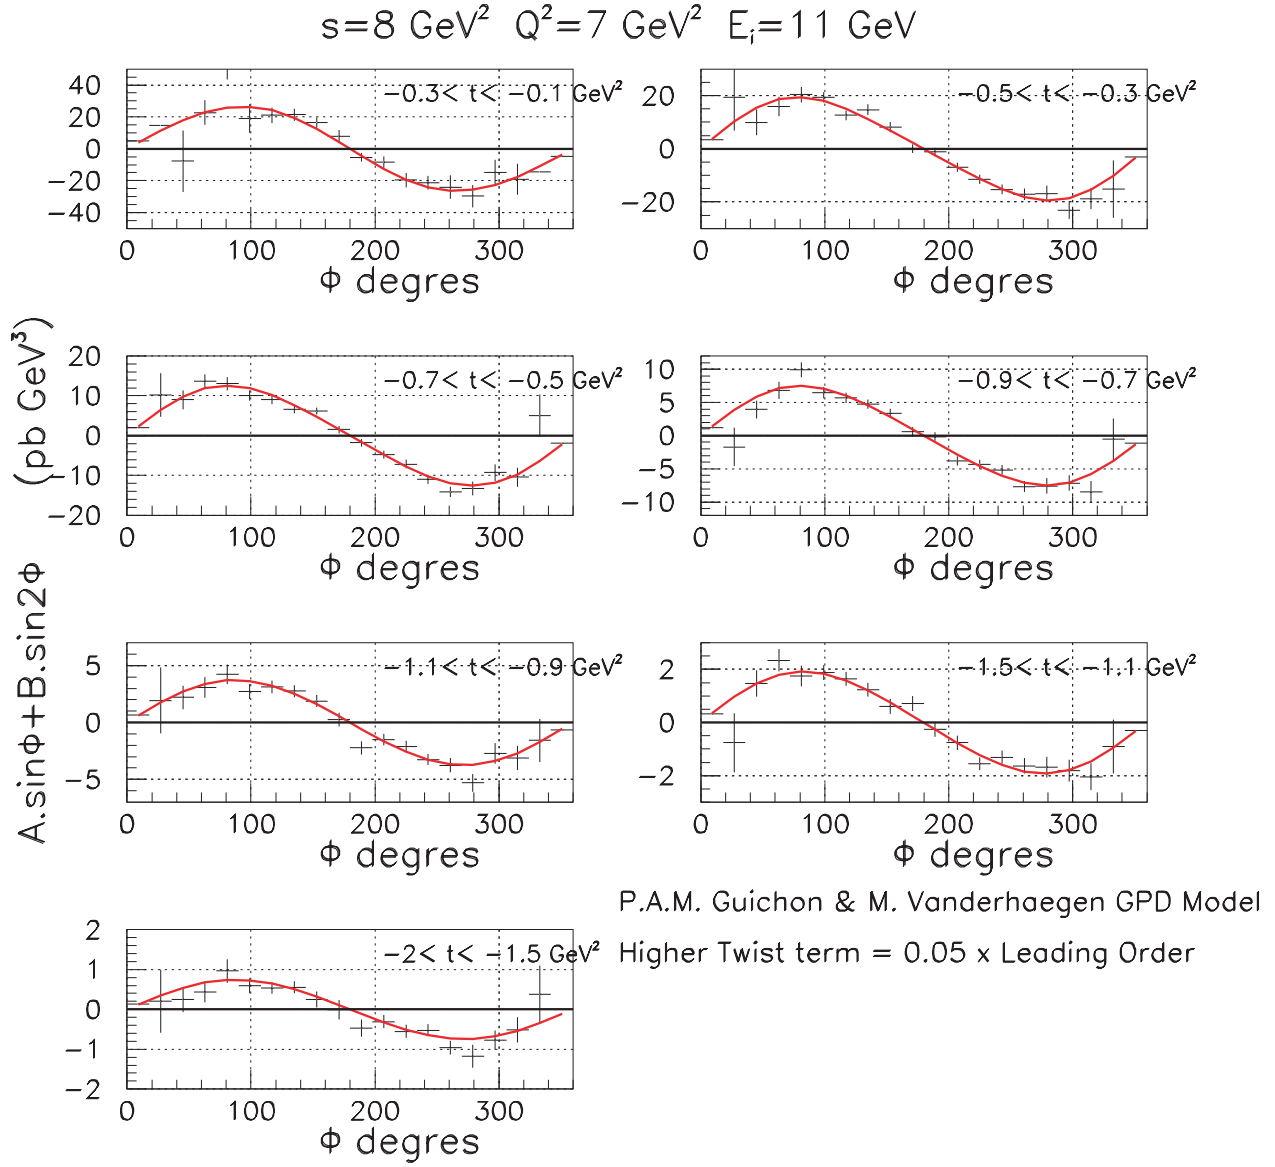 s=8 GeV² Q²=7 GeV² Eᵢ=11 GeV
A.sinΦ+B.sin2Φ (pb GeV³)
−0.3< t< −0.1 GeV²
40
20
0
−20
−40
0 100 200 300
Φ degres
−0.5< t< −0.3 GeV²
20
0
−20
0 100 200 300
Φ degres
−0.7< t< −0.5 GeV²
20
10
0
−10
−20
0 100 200 300
Φ degres
−0.9< t< −0.7 GeV²
10
5
0
−5
−10
0 100 200 300
Φ degres
−1.1< t< −0.9 GeV²
5
0
−5
0 100 200 300
Φ degres
−1.5< t< −1.1 GeV²
2
0
−2
0 100 200 300
Φ degres
−2< t< −1.5 GeV²
2
1
0
−1
−2
0 100 200 300
Φ degres
P.A.M. Guichon & M. Vanderhaegen GPD Model
Higher Twist term = 0.05 x Leading Order